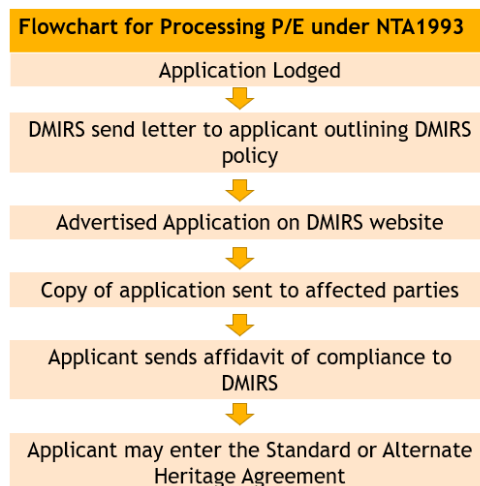 Flowchart for Processing P/E under NTA1993
Application Lodged
DMIRS send letter to applicant outlining DMIRS
policy
Advertised Application on DMIRS website
Copy of application sent to affected parties
Applicant sends affidavit of compliance to
DMIRS
Applicant may enter the Standard or Alternate
Heritage Agreement